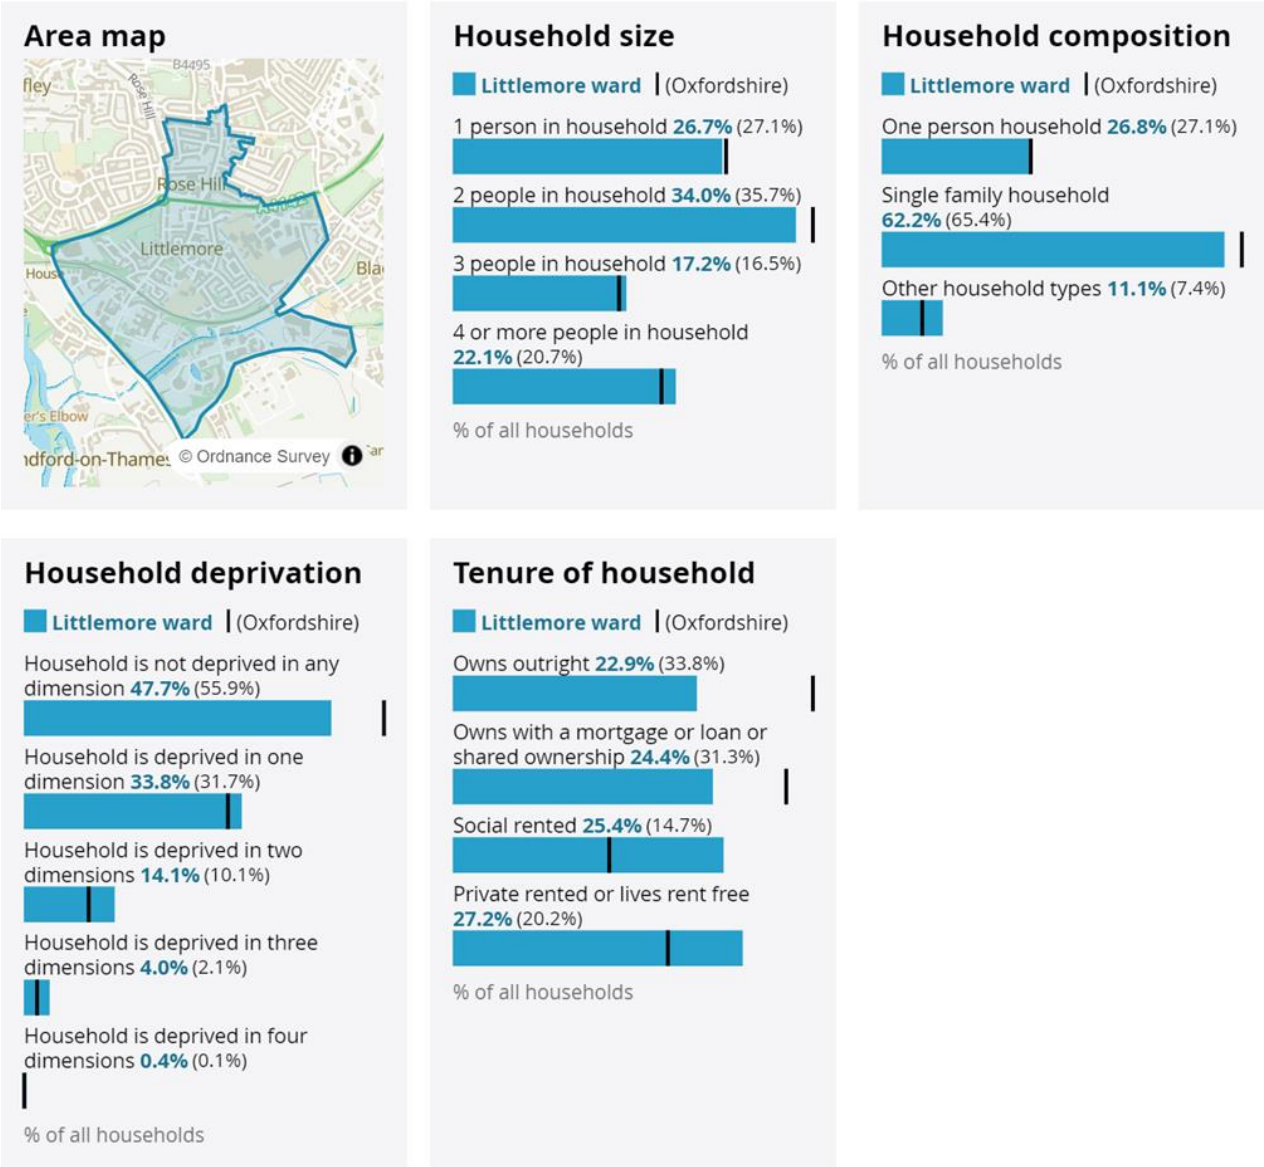 Area map
B4495
fley
Rose Hill
Rose Hill
A4142
Littlemore
House
Bla
er's Elbow
ndford-on-Thames
© Ordnance Survey
Household size
Littlemore ward (Oxfordshire)
1 person in household 26.7% (27.1%)
2 people in household 34.0% (35.7%)
3 people in household 17.2% (16.5%)
4 or more people in household
22.1% (20.7%)
% of all households
Household composition
Littlemore ward (Oxfordshire)
One person household 26.8% (27.1%)
Single family household
62.2% (65.4%)
Other household types 11.1% (7.4%)
% of all households
Household deprivation
Littlemore ward (Oxfordshire)
Household is not deprived in any
dimension 47.7% (55.9%)
Household is deprived in one
dimension 33.8% (31.7%)
Household is deprived in two
dimensions 14.1% (10.1%)
Household is deprived in three
dimensions 4.0% (2.1%)
Household is deprived in four
dimensions 0.4% (0.1%)
% of all households
Tenure of household
Littlemore ward (Oxfordshire)
Owns outright 22.9% (33.8%)
Owns with a mortgage or loan or
shared ownership 24.4% (31.3%)
Social rented 25.4% (14.7%)
Private rented or lives rent free
27.2% (20.2%)
% of all households